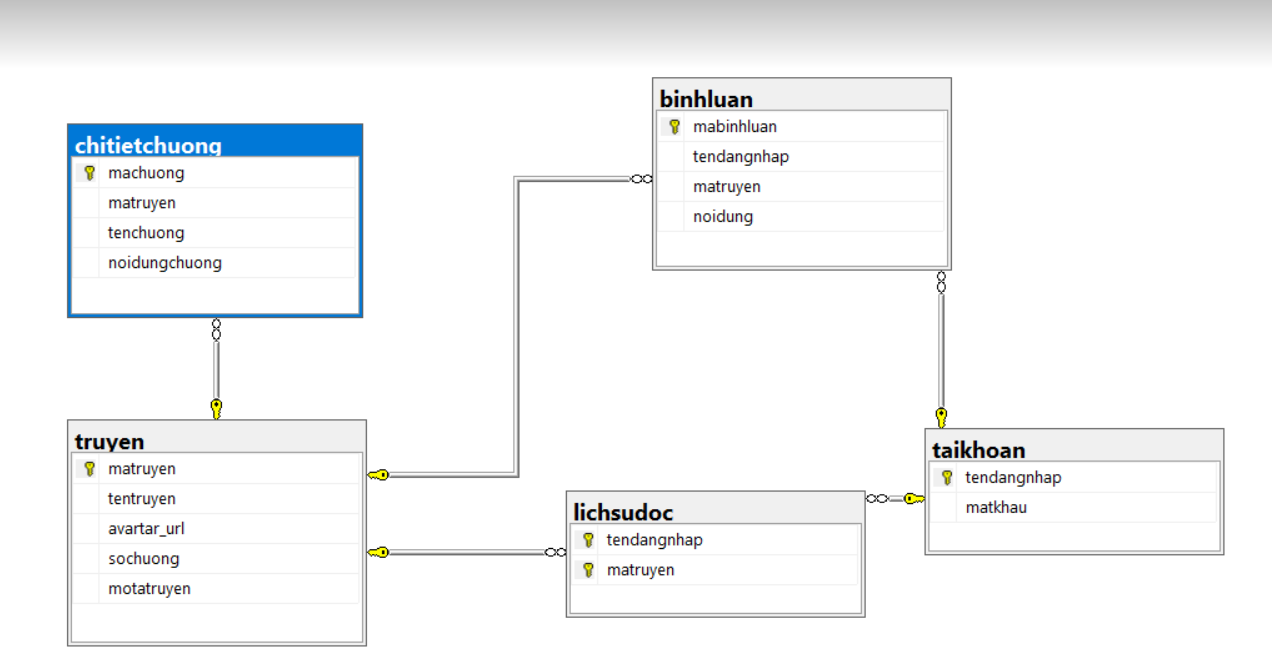 chitietchuong
machuong
matruyen
tenchuong
noidungchuong
binhluan
mabinhluan
tendangnhap
matruyen
noidung
truyen
matruyen
tentruyen
avartar_url
sochuong
motatruyen
lichsudoc
tendangnhap
matruyen
taikhoan
tendangnhap
matkhau